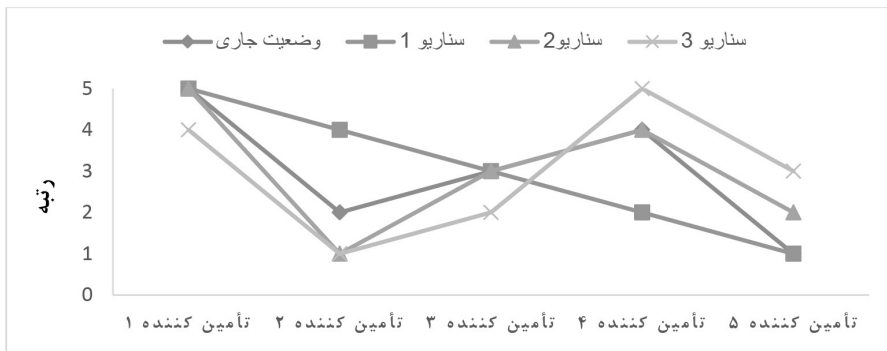 وضعیت جاری سناریو 1 سناریو2 سناریو 3
5
4
3
2
1
0
رتبه
تأمین کننده ۱ تأمین کننده ۲ تأمین کننده ۳ تأمین کننده ۴ تأمین کننده ۵